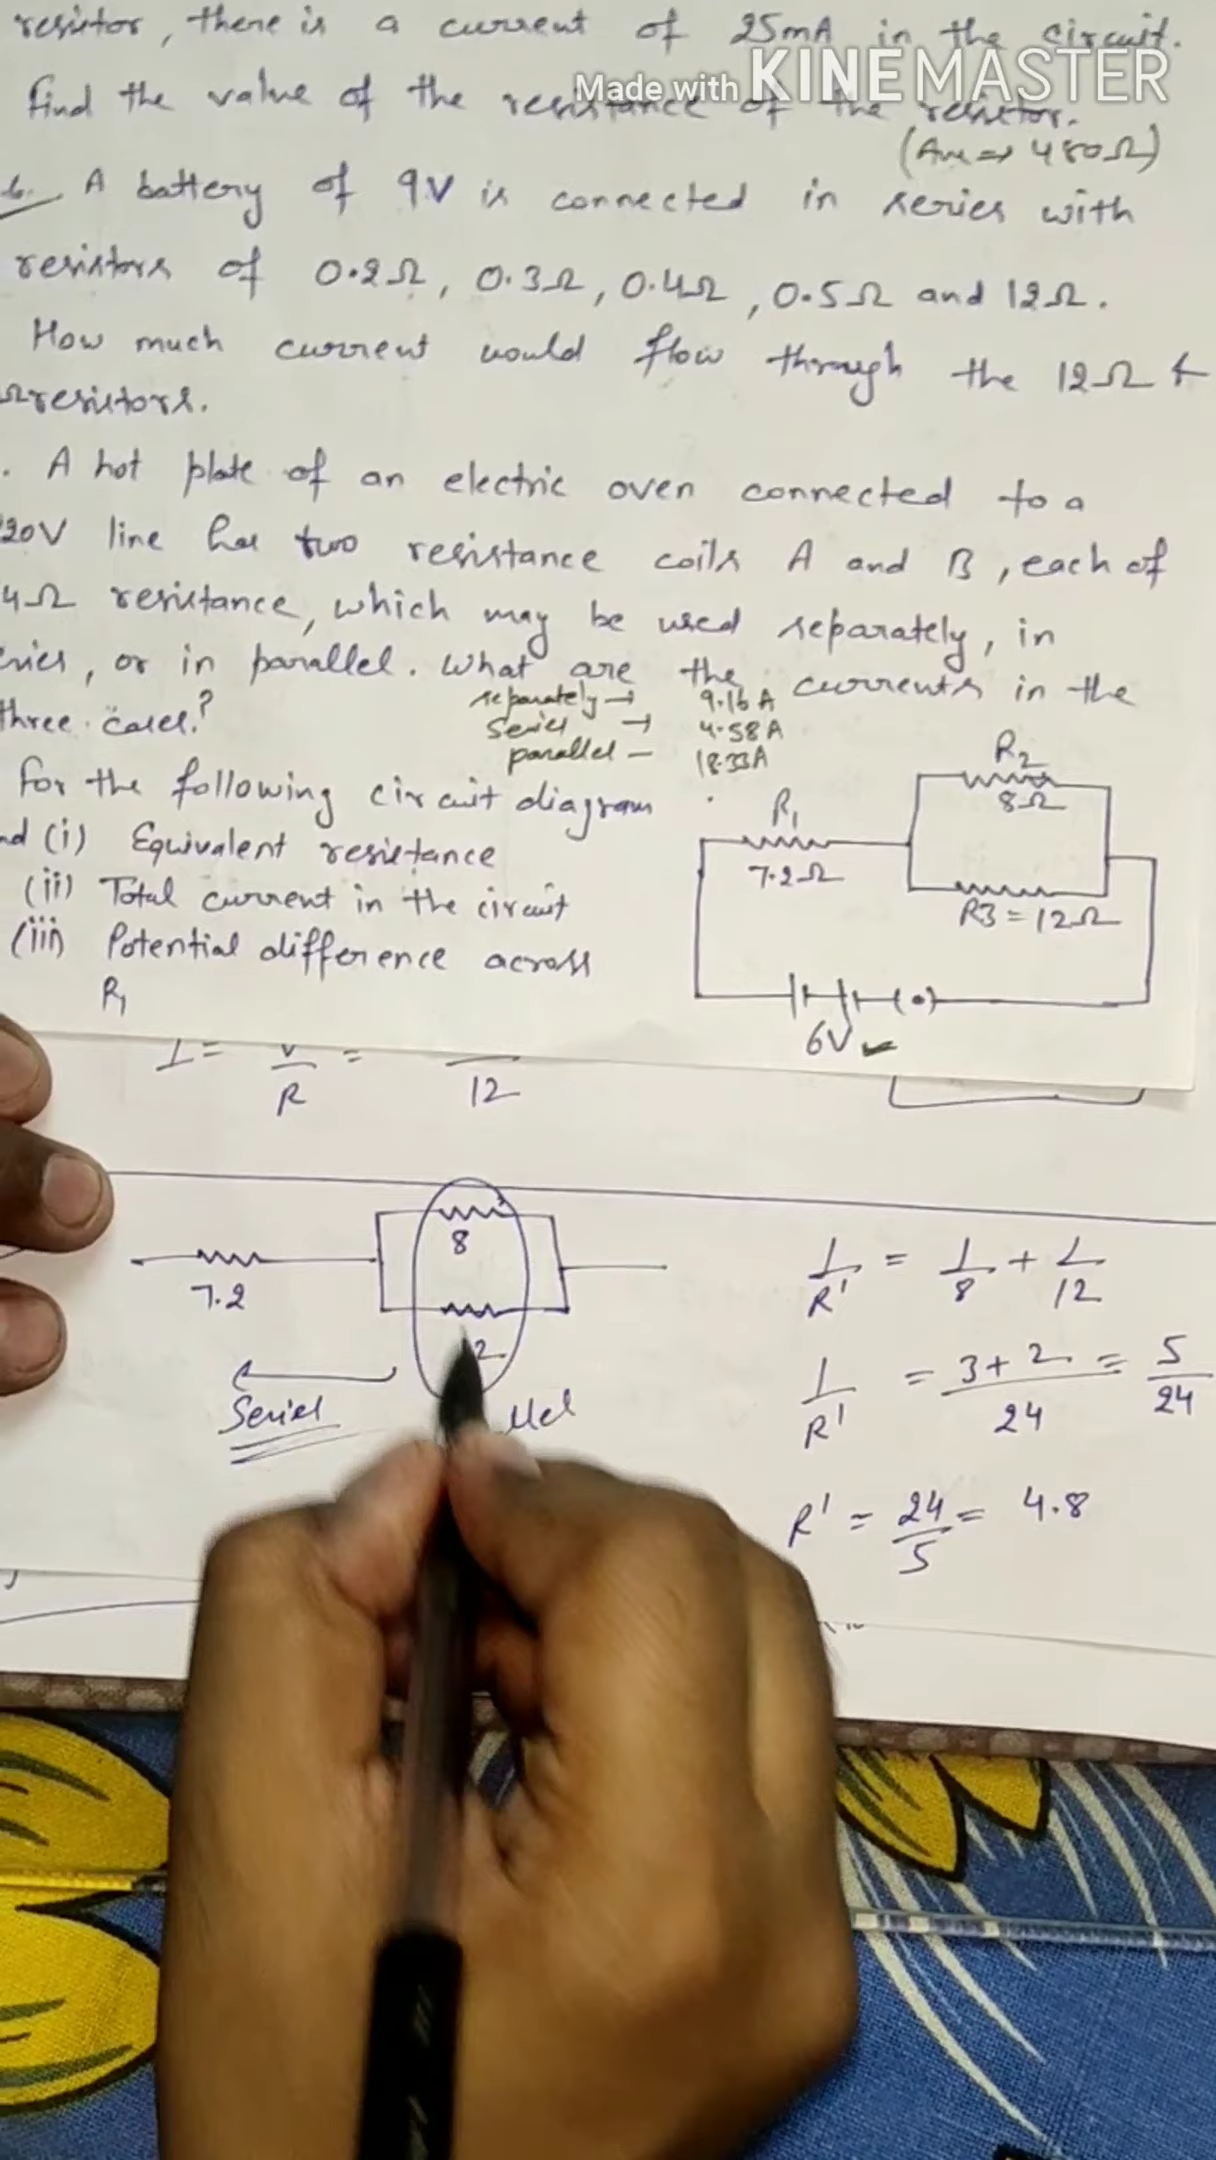 resistor, there is a current of 25mA in the circuit.
Made with KINEMASTER
Find the value of the resistance of the resistor.
(Ans => 480Ω)
6. A battery of 9V is connected in series with
resistors of 0.2Ω, 0.3Ω, 0.4Ω, 0.5Ω and 12Ω.
How much current would flow through the 12Ω
Ωresistors.
. A hot plate of an electric oven connected to a
20V line has two resistance coils A and B, each of
4Ω resistance, which may be used separately, in
eries, or in parallel. What are the currents in the
three cases?
separately → 9.16A
Series → 4.58A
parallel – 18.33A
For the following circuit diagram
nd (i) Equivalent resistance
(ii) Total current in the circuit
(iii) Potential difference across
R1
R2
8Ω
R1
7.2Ω
R3 = 12Ω
6V
I = V/R = /12
7.2
8
2
Series
llel
1/R' = 1/8 + 1/12
1/R' = 3+2/24 = 5/24
R' = 24/5 = 4.8